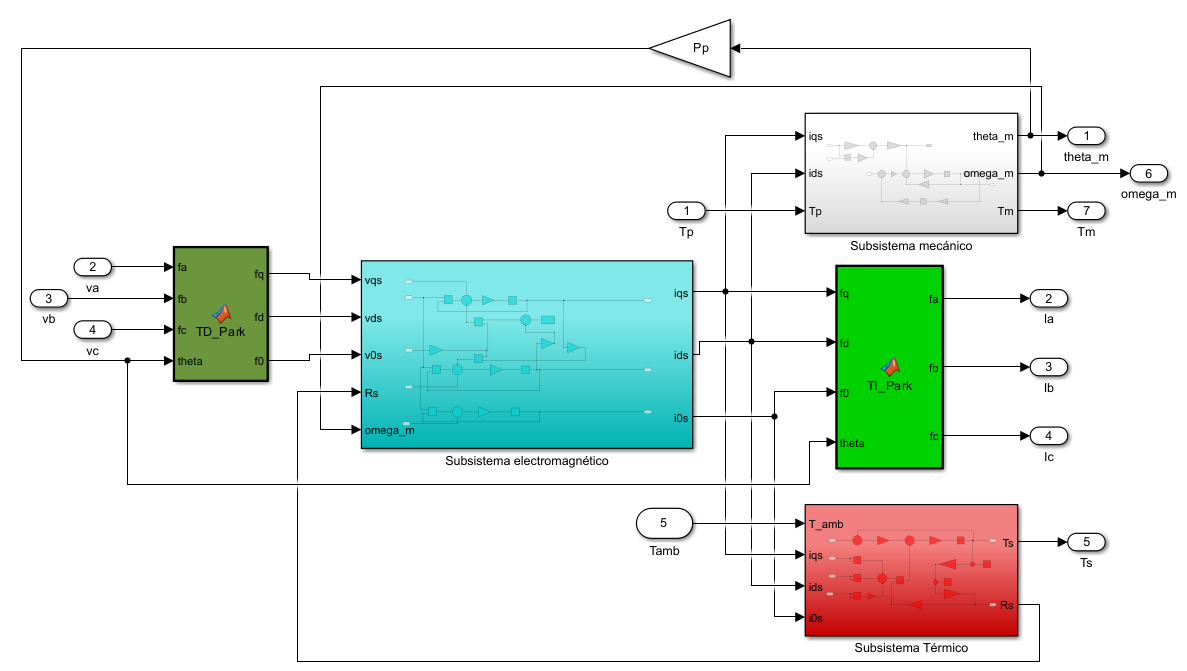 Pp
iqs
ids
Tp
theta_m
omega_m
Tm
Subsistema mecánico
1
theta_m
6
omega_m
7
Tm
1
Tp
2
va
3
vb
4
vc
fa
fb
fc
theta
TD_Park
fq
fd
f0
vqs
vds
v0s
Rs
omega_m
iqs
ids
i0s
Subsistema electromagnético
fq
fd
f0
theta
TI_Park
fa
fb
fc
2
Ia
3
Ib
4
Ic
5
Tamb
T_amb
iqs
ids
i0s
Ts
Rs
Subsistema Térmico
5
Ts